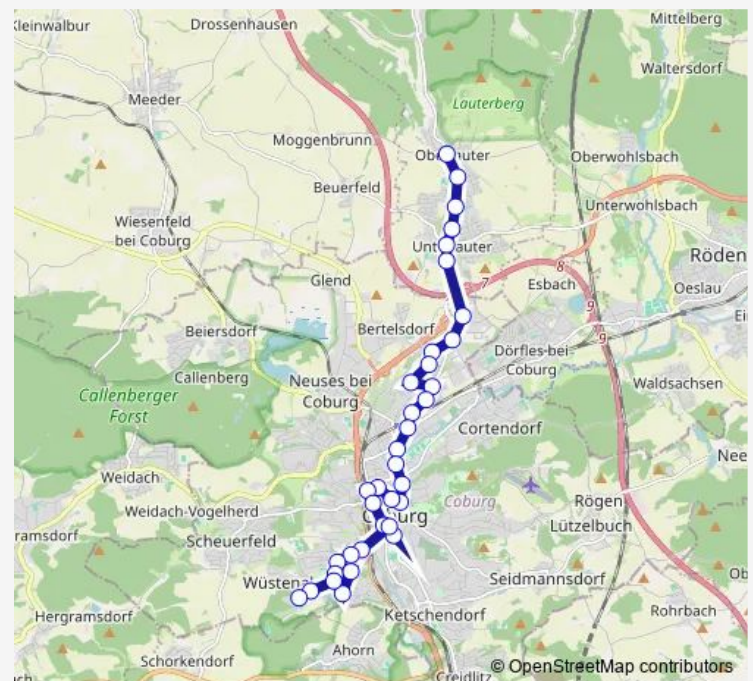 Kleinwalbur
Drossenhausen
Mittelberg
Waltersdorf
Meeder
Lauterberg
Moggenbrunn
Oberwohlsbach
Beuerfeld
Unterwohlsbach
Wiesenfeld
bei Coburg
Röden
Glend
7
8
Esbach
Oeslau
9
Beiersdorf
Bertelsdorf
9
Dörfles-bei-
Coburg
Callenberg
Neuses bei
Coburg
Waldsachsen
Callenberger
Forst
Cortendorf
Weidach
Coburg
Rögen
Weidach-Vogelherd
Lützelbuch
Scheuerfeld
Seidmannsdorf
Hergramsdorf
Ketschendorf
Rohrbach
Ahorn
Schorkendorf
Creidlitz
© OpenStreetMap contributors